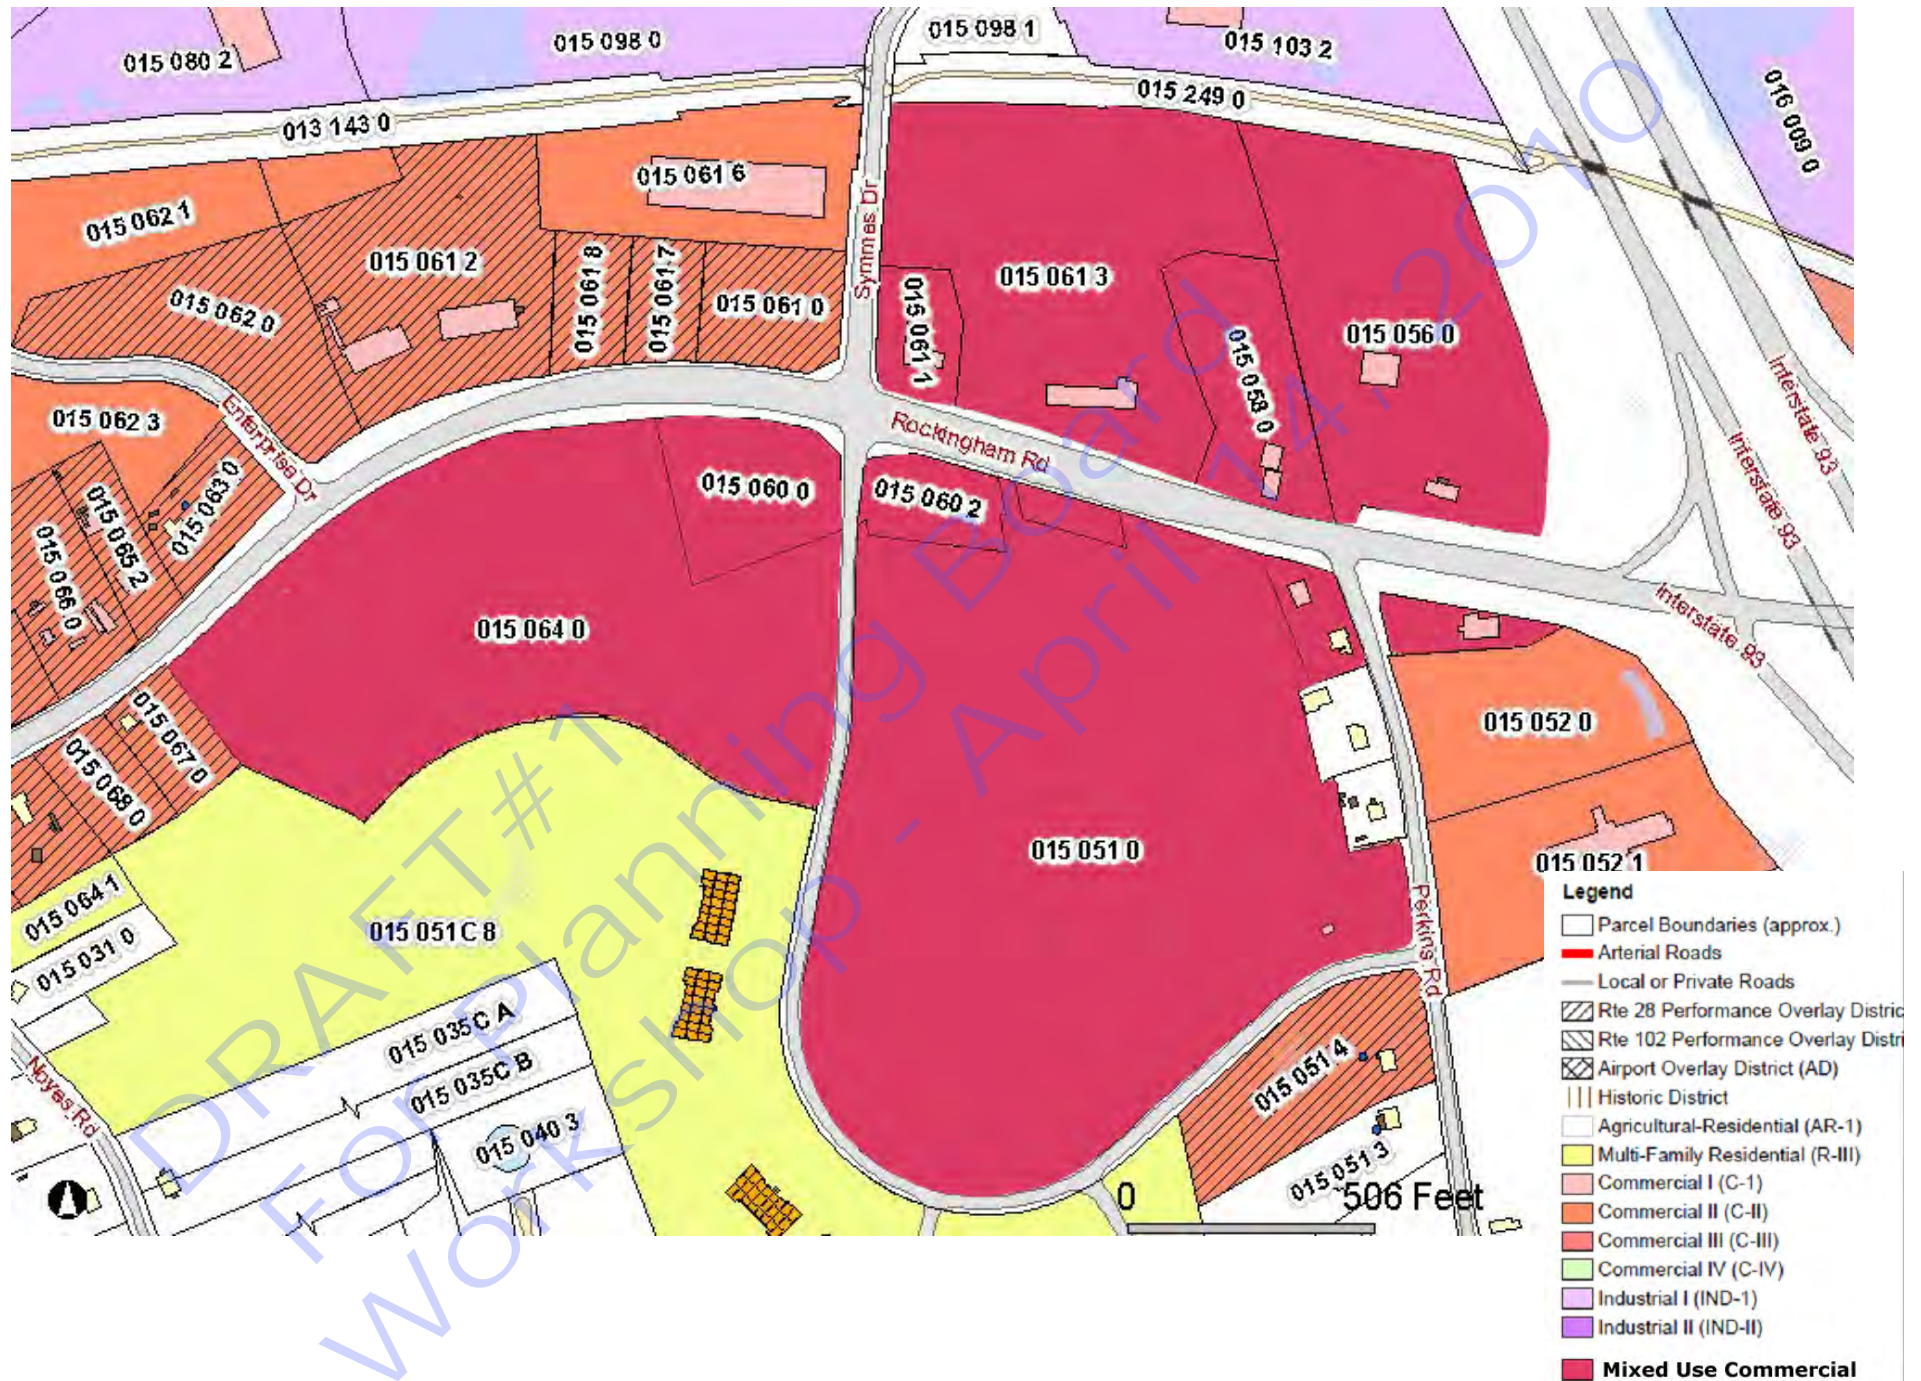 015 080 2
015 098 0
015 098 1
015 103 2
016 009 0
013 143 0
015 249 0
015 062 1
015 061 6
015 061 2
015 062 0
015 061 8
015 061 7
015 061 0
Symmes Dr
015 061 1
015 061 3
015 058 0
015 056 0
Interstate 93
Interstate 93
Interstate 93
015 062 3
Enterprise Dr
015 063 0
015 065 2
015 066 0
Rockingham Rd
015 060 0
015 060 2
015 064 0
015 067 0
015 068 0
015 052 0
015 051 0
015 052 1
015 064 1
015 031 0
015 051C 8
015 035C A
015 035C B
015 040 3
Noyes Rd
Perkins Rd
015 051 4
015 051 3
0
506 Feet
DRAFT #1
For Planning Board
Workshop - April 14, 2010
Legend
Parcel Boundaries (approx.)
Arterial Roads
Local or Private Roads
Rte 28 Performance Overlay Distric
Rte 102 Performance Overlay Distri
Airport Overlay District (AD)
Historic District
Agricultural-Residential (AR-1)
Multi-Family Residential (R-III)
Commercial I (C-1)
Commercial II (C-II)
Commercial III (C-III)
Commercial IV (C-IV)
Industrial I (IND-1)
Industrial II (IND-II)
Mixed Use Commercial